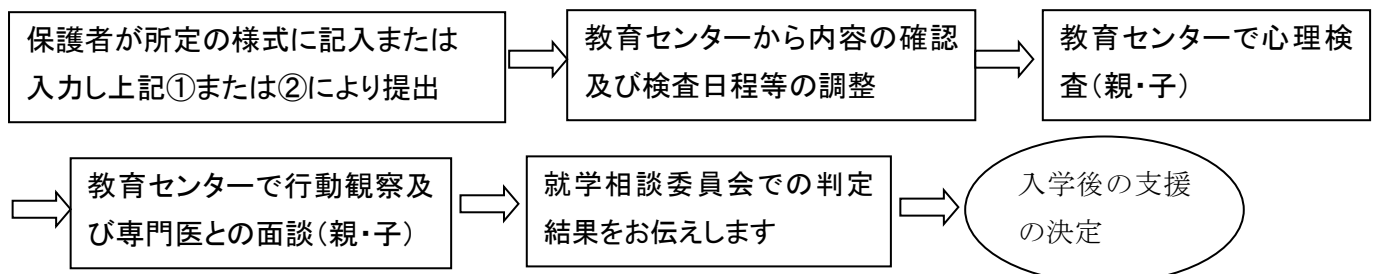 保護者が所定の様式に記入または
入力し上記①または②により提出
教育センターから内容の確認
及び検査日程等の調整
教育センターで心理検
査(親・子)
教育センターで行動観察及
び専門医との面談(親・子)
就学相談委員会での判定
結果をお伝えします
入学後の支援
の決定